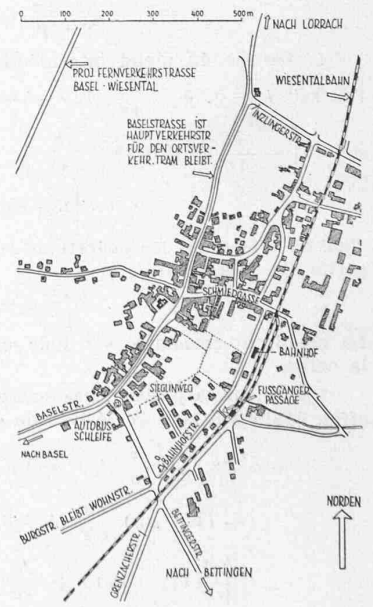 0 100 200 300 400 500 m
NACH LÖRRACH
PROJ. FERNVERKEHRSTRASSE
BASEL - WIESENTAL
WIESENTALBAHN
INZLINGERSTR.
BASELSTRASSE IST
HAUPTVERKEHRSTR
FÜR DEN ORTSVER-
KEHR. TRAM BLEIBT.
SCHMIEDGASSE
BAHNHOF
SIEGLINWEG
FUSSGÄNGER
PASSAGE
BASELSTR.
AUTOBUS
SCHLEIFE
NACH BASEL
BAHNHOFSTR.
BURGSTR. BLEIBT WOHNSTR.
BETTINGERSTR.
GRENZACHERSTR.
NORDEN
NACH BETTINGEN